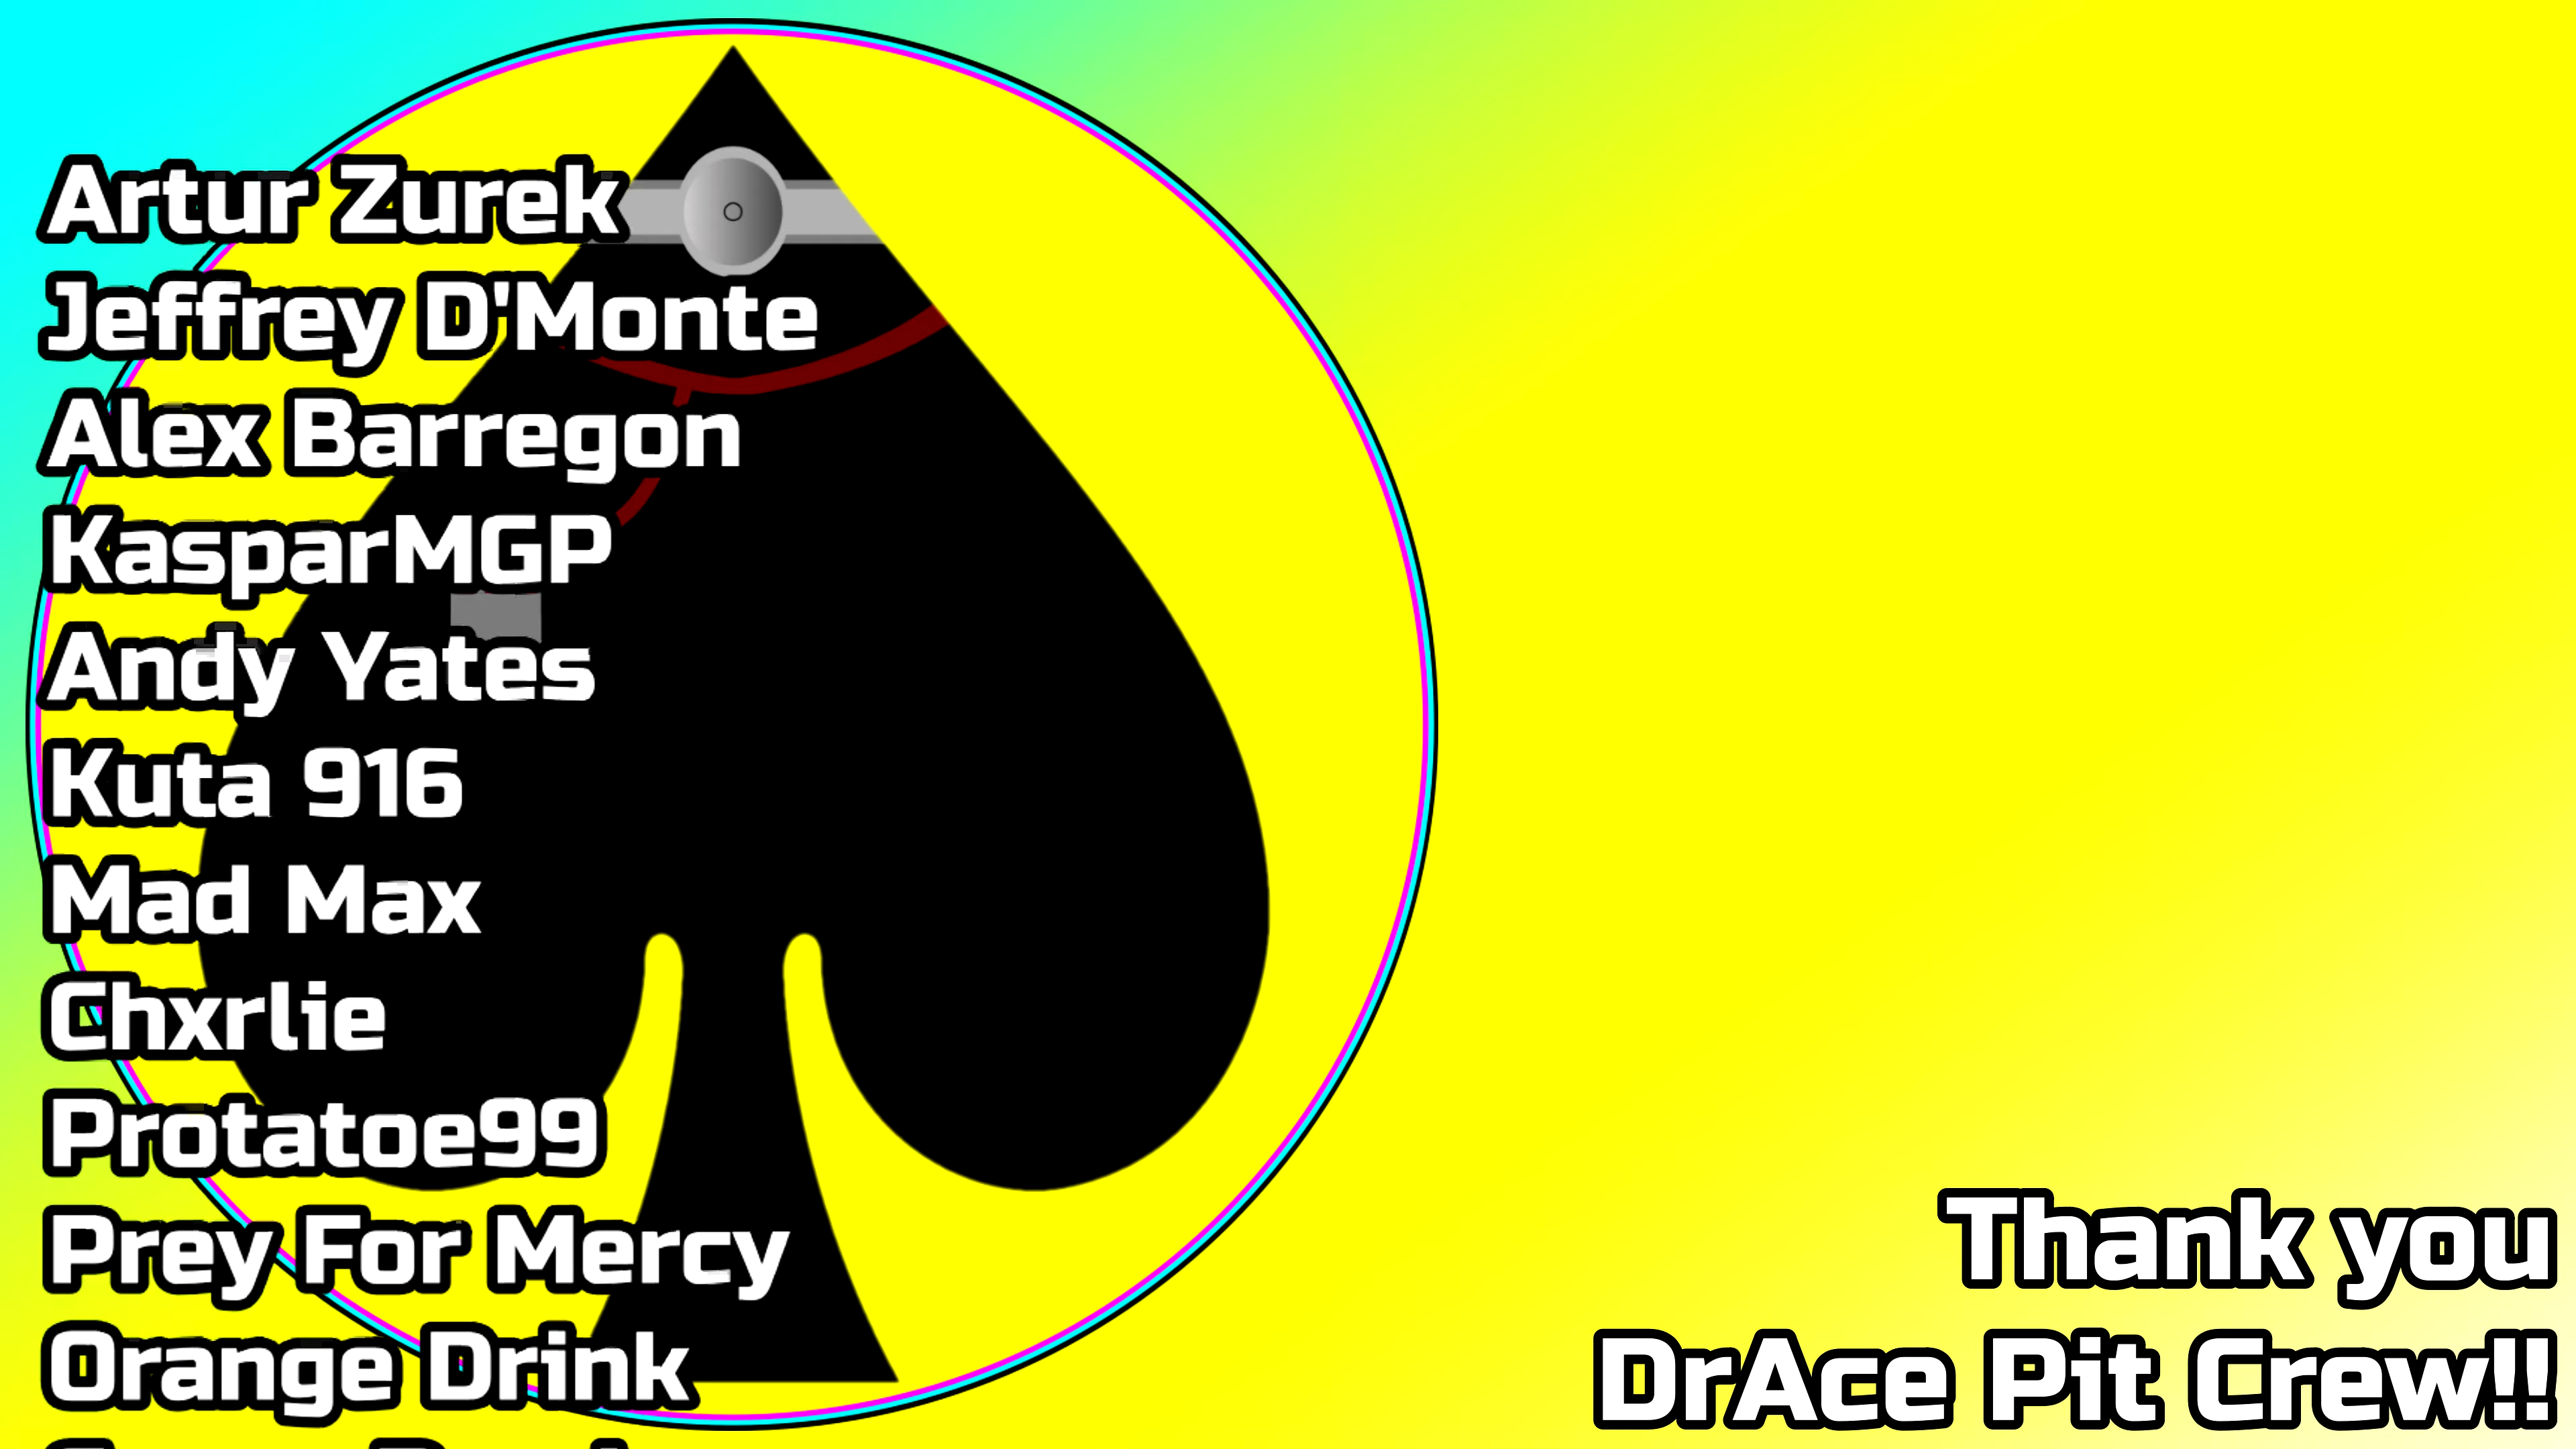 Artur Zurek
Jeffrey D'Monte
Alex Barregon
KasparMGP
Andy Yates
Kuta 916
Mad Max
Chxrlie
Protatoe99
Prey For Mercy
Orange Drink
Thank you
DrAce Pit Crew!!